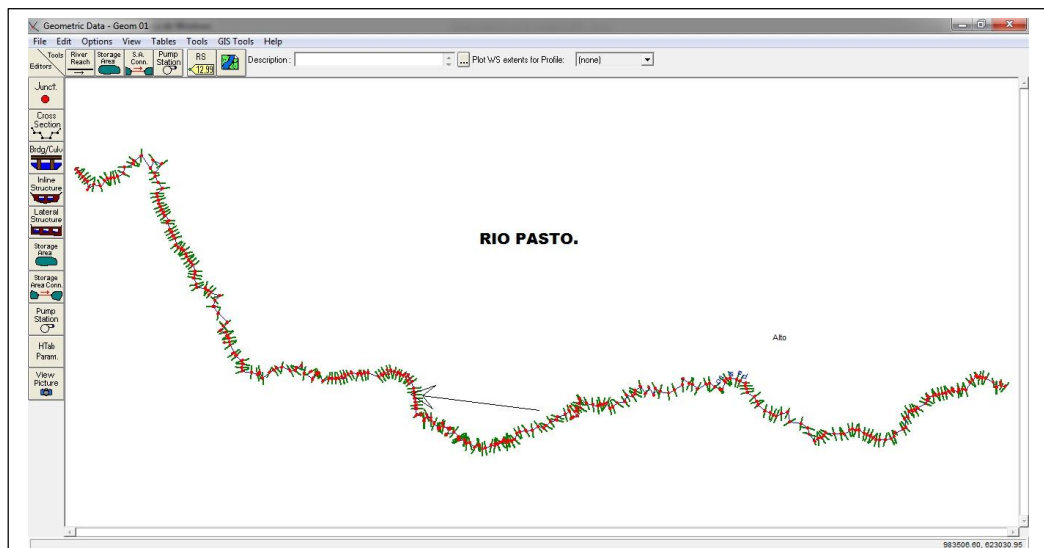 Geometric Data - Geom 01
File Edit Options View Tables Tools GIS Tools Help
Tools
Editors
River
Reach
Storage
Area
S.A.
Conn.
Pump
Station
RS
12.99
Description :
...
Plot WS extents for Profile:
(none)
Junct.
Cross
Section
Brdg/Culv
Inline
Structure
Lateral
Structure
Storage
Area
Storage
Area Conn.
Pump
Station
HTab
Param.
View
Picture
RIO PASTO.
Alto
983506.60, 623030.95